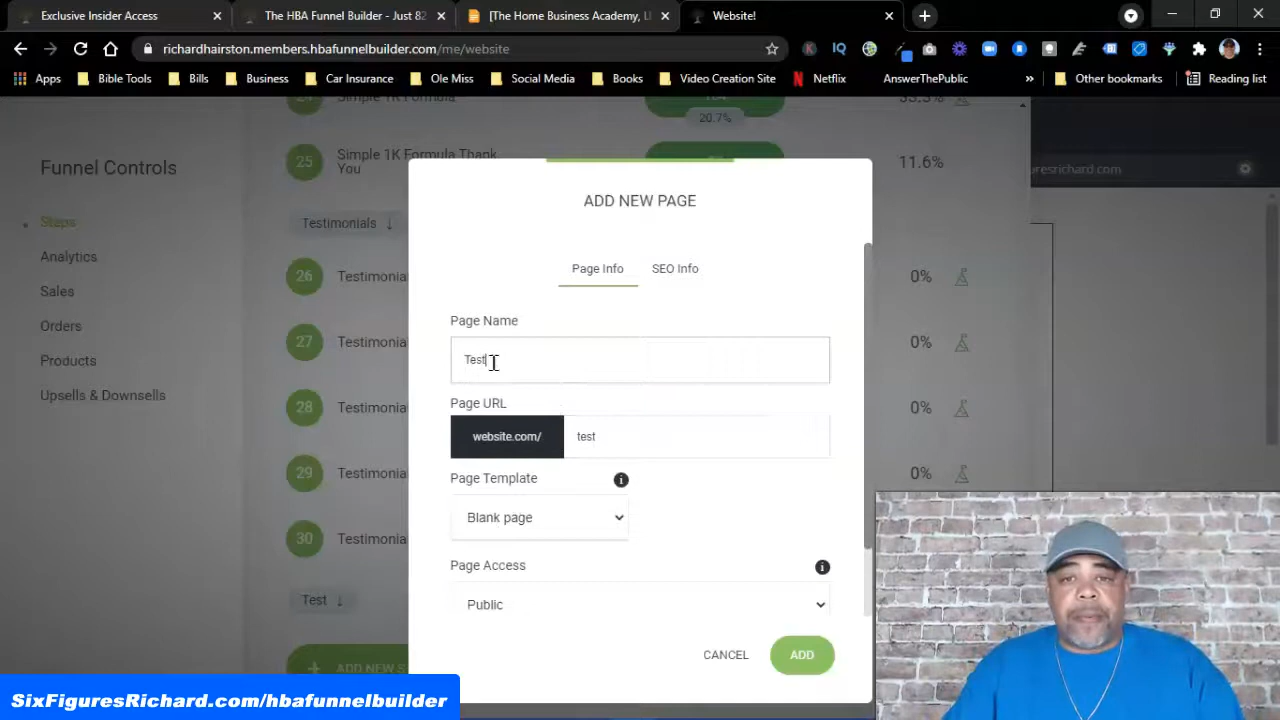 Exclusive Insider Access
The HBA Funnel Builder - Just 82
[The Home Business Academy, L
Website!
richardhairston.members.hbafunnelbuilder.com/me/website
Apps
Bible Tools
Bills
Business
Car Insurance
Ole Miss
Social Media
Books
Video Creation Site
Netflix
AnswerThePublic
»
Other bookmarks
Reading list
Funnel Controls
Steps
Analytics
Sales
Orders
Products
Upsells & Downsells
24 Simple 1K Formula 33.3%
20.7%
25 Simple 1K Formula Thank You 11.6%
Testimonials ↓
26 Testimonia 0%
27 Testimonia 0%
28 Testimonia 0%
29 Testimonia 0%
30 Testimonia
Test ↓
+ ADD NEW S
uresrichard.com
ADD NEW PAGE
Page Info
SEO Info
Page Name
Test
Page URL
website.com/ test
Page Template
Blank page
Page Access
Public
CANCEL
ADD
SixFiguresRichard.com/hbafunnelbuilder